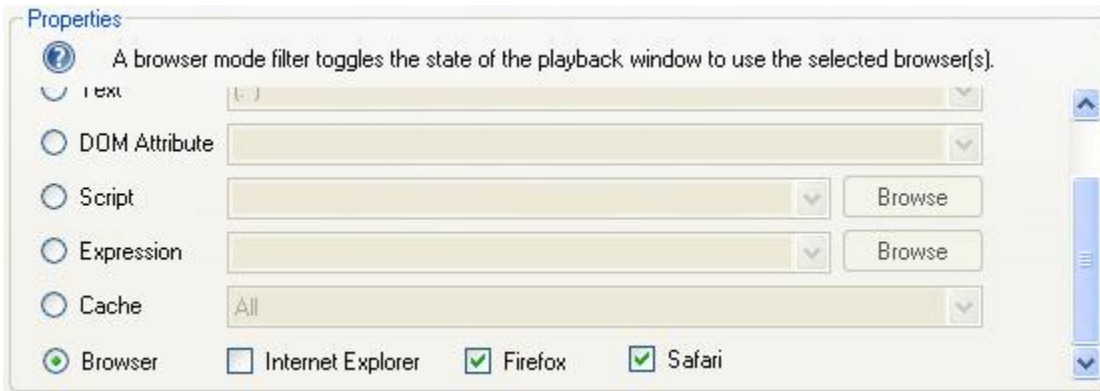 Properties
A browser mode filter toggles the state of the playback window to use the selected browser(s).
Text
DOM Attribute
Script Browse
Expression Browse
Cache All
Browser Internet Explorer Firefox Safari